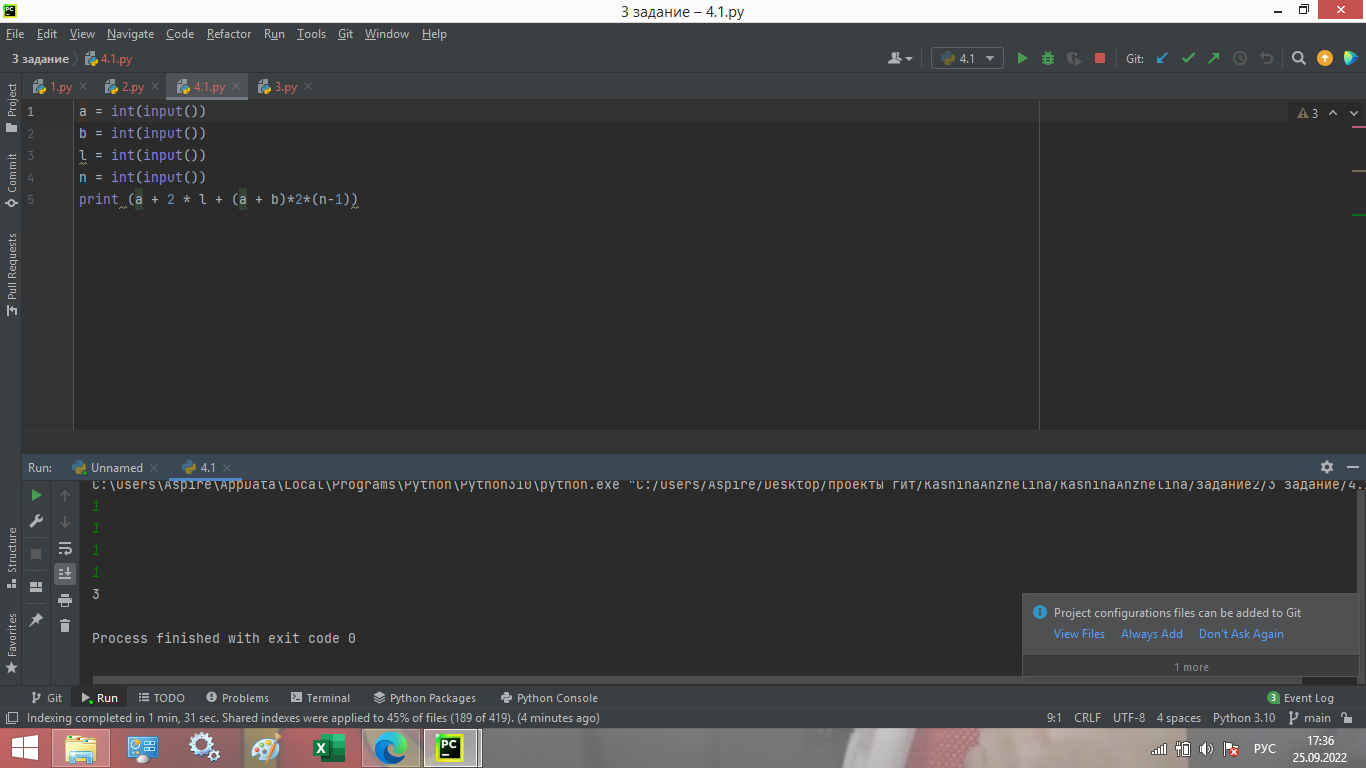 3 задание – 4.1.py
File Edit View Navigate Code Refactor Run Tools Git Window Help
3 задание 4.1.py 4.1 Git:
1.py 2.py 4.1.py 3.py
1 a = int(input()) 3
2 b = int(input())
3 l = int(input())
4 n = int(input())
5 print (a + 2 * l + (a + b)*2*(n-1))
Project
Commit
Pull Requests
Structure
Favorites
Run: Unnamed 4.1
C:\Users\Aspire\AppData\Local\Programs\Python\Python310\python.exe "C:/Users/Aspire/Desktop/проекты гит/KashinaAnzhelina/KashinaAnzhelina/задание2/3 задание/4.
1
1
1
1
3
Process finished with exit code 0
Project configurations files can be added to Git
View Files Always Add Don't Ask Again
1 more
Git Run TODO Problems Terminal Python Packages Python Console 3 Event Log
Indexing completed in 1 min, 31 sec. Shared indexes were applied to 45% of files (189 of 419). (4 minutes ago) 9:1 CRLF UTF-8 4 spaces Python 3.10 main
PC РУС 17:36
25.09.2022